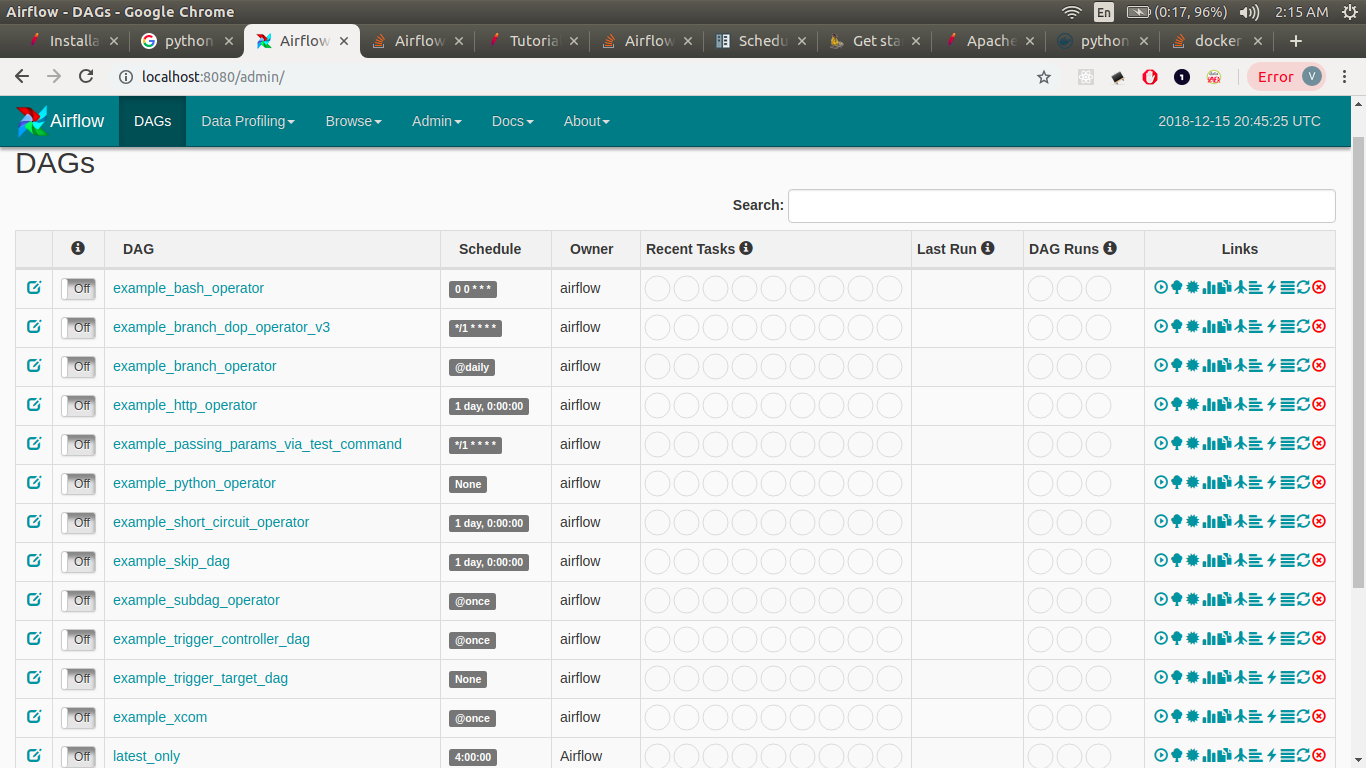 Airflow - DAGs - Google Chrome En (0:17, 96%) 2:15 AM
Installa python Airflow Airflow Tutoria Airflow Schedu Get sta Apache python docker
localhost:8080/admin/ 1 Error V
Airflow DAGs Data Profiling Browse Admin Docs About 2018-12-15 20:45:25 UTC
DAGs
Search:
DAG Schedule Owner Recent Tasks Last Run DAG Runs Links
Off example_bash_operator 0 0 * * * airflow
Off example_branch_dop_operator_v3 */1 * * * * airflow
Off example_branch_operator @daily airflow
Off example_http_operator 1 day, 0:00:00 airflow
Off example_passing_params_via_test_command */1 * * * * airflow
Off example_python_operator None airflow
Off example_short_circuit_operator 1 day, 0:00:00 airflow
Off example_skip_dag 1 day, 0:00:00 airflow
Off example_subdag_operator @once airflow
Off example_trigger_controller_dag @once airflow
Off example_trigger_target_dag None airflow
Off example_xcom @once airflow
Off latest_only 4:00:00 Airflow